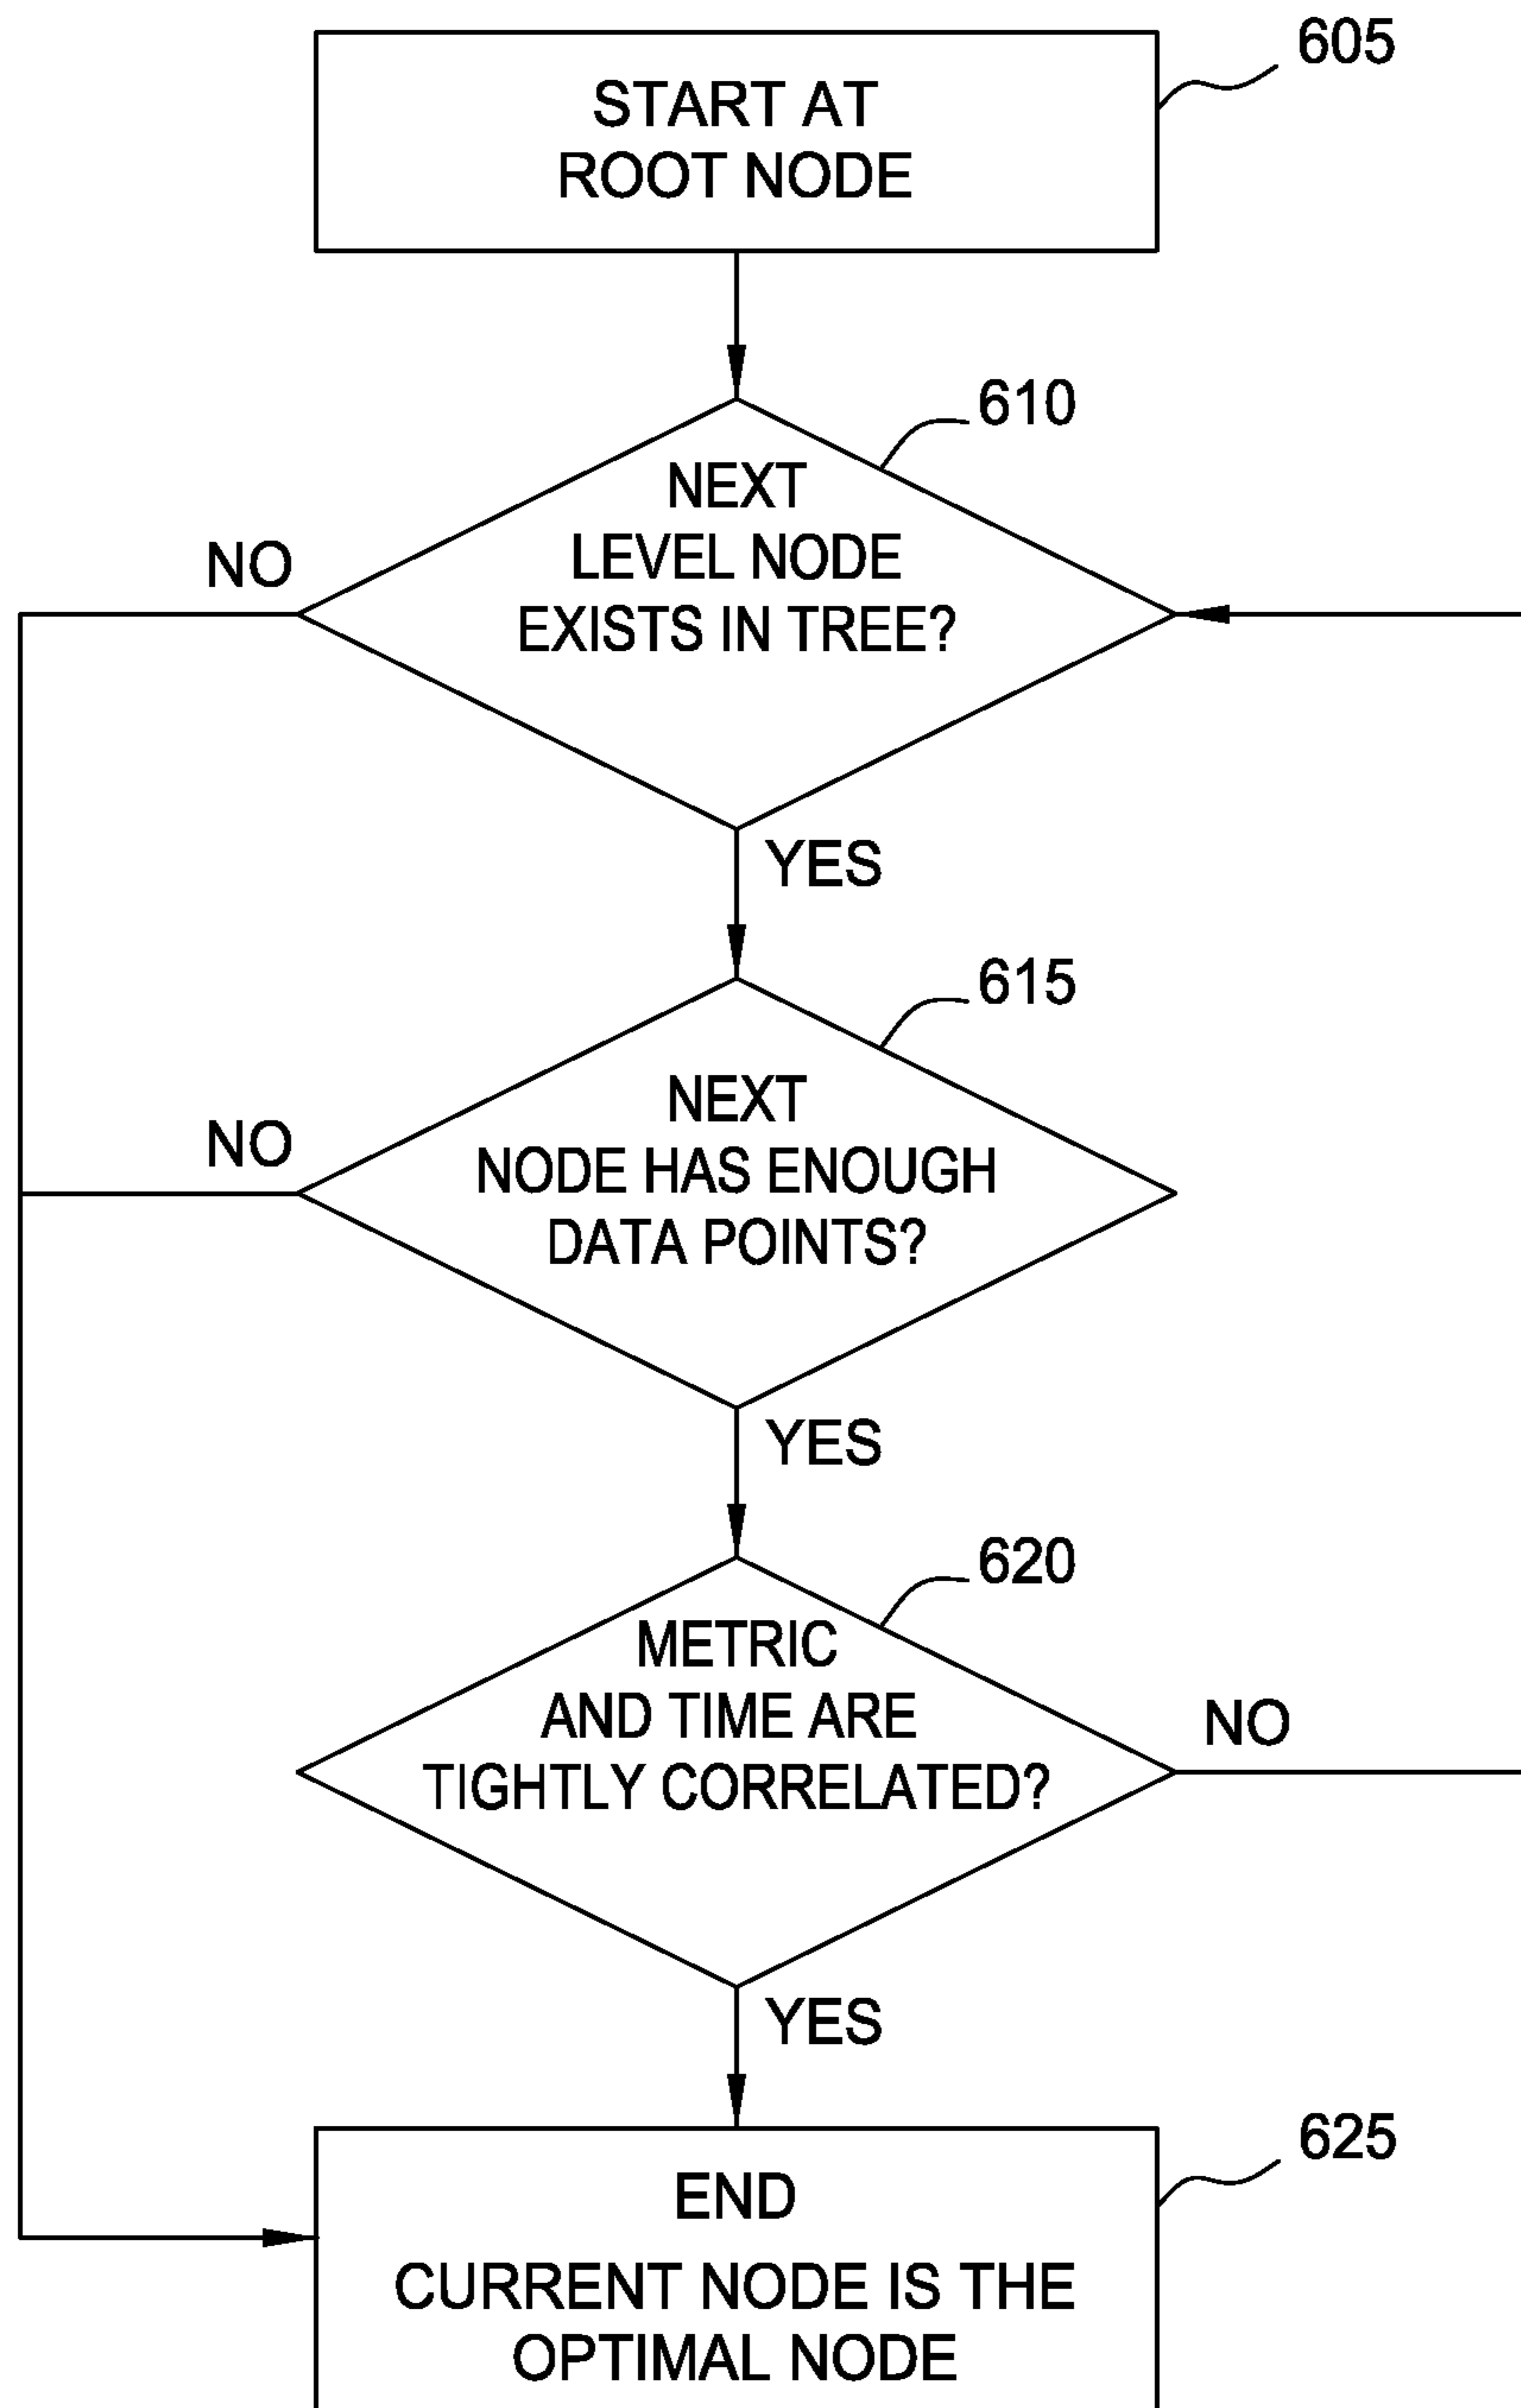 605
START AT
ROOT NODE
610
NEXT
LEVEL NODE
EXISTS IN TREE?
NO
YES
615
NEXT
NODE HAS ENOUGH
DATA POINTS?
NO
YES
620
METRIC
AND TIME ARE
TIGHTLY CORRELATED?
NO
YES
625
END
CURRENT NODE IS THE
OPTIMAL NODE